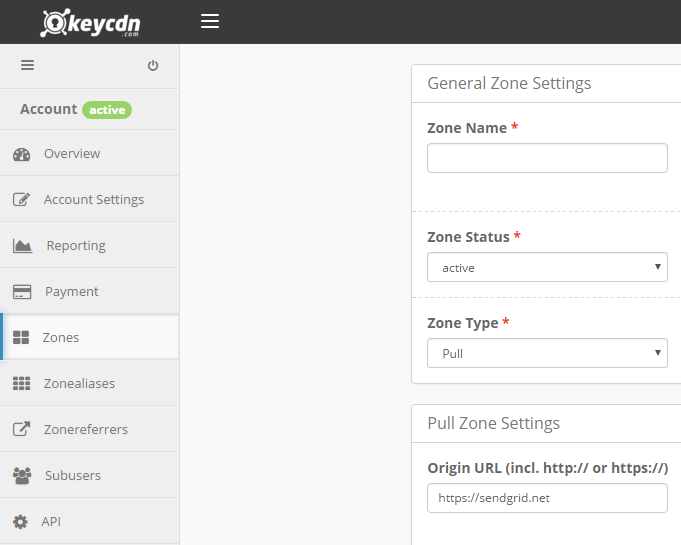 keycdn
.com
Account active
Overview
Account Settings
Reporting
Payment
Zones
Zonealiases
Zonereferrers
Subusers
API
General Zone Settings
Zone Name *
Zone Status *
active
Zone Type *
Pull
Pull Zone Settings
Origin URL (incl. http:// or https://)
https://sendgrid.net